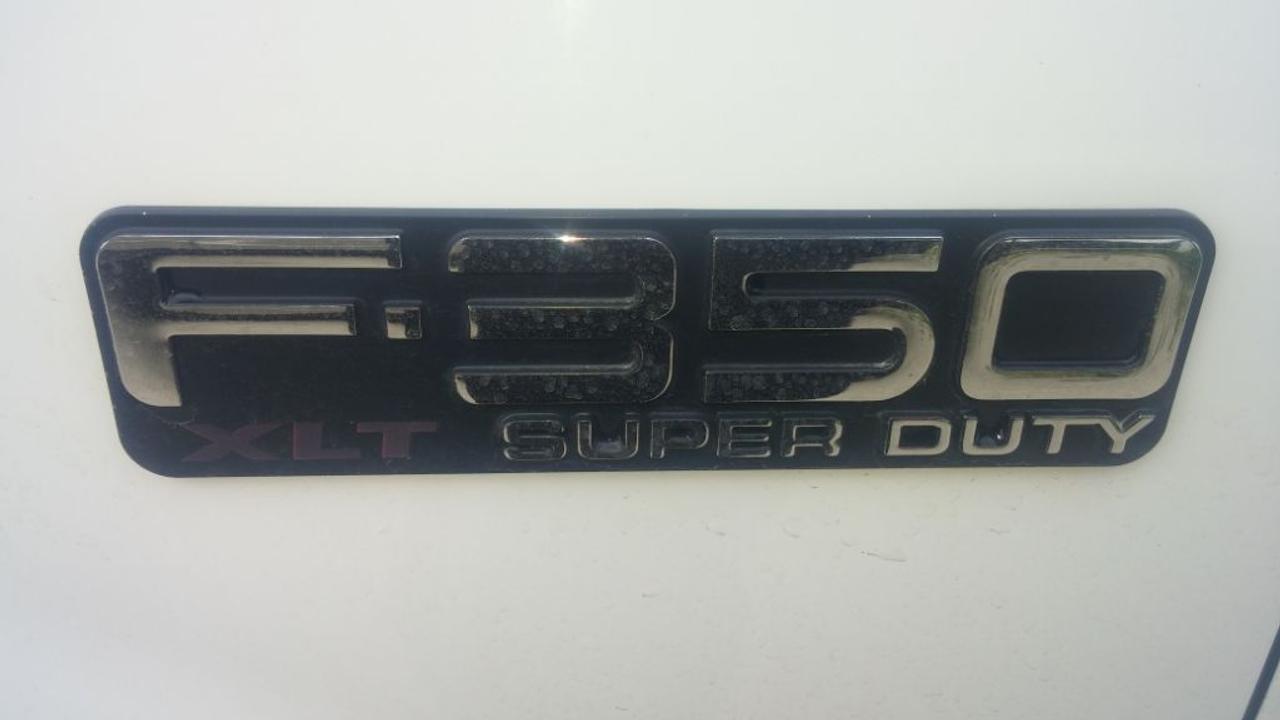 F-350
XLT SUPER DUTY